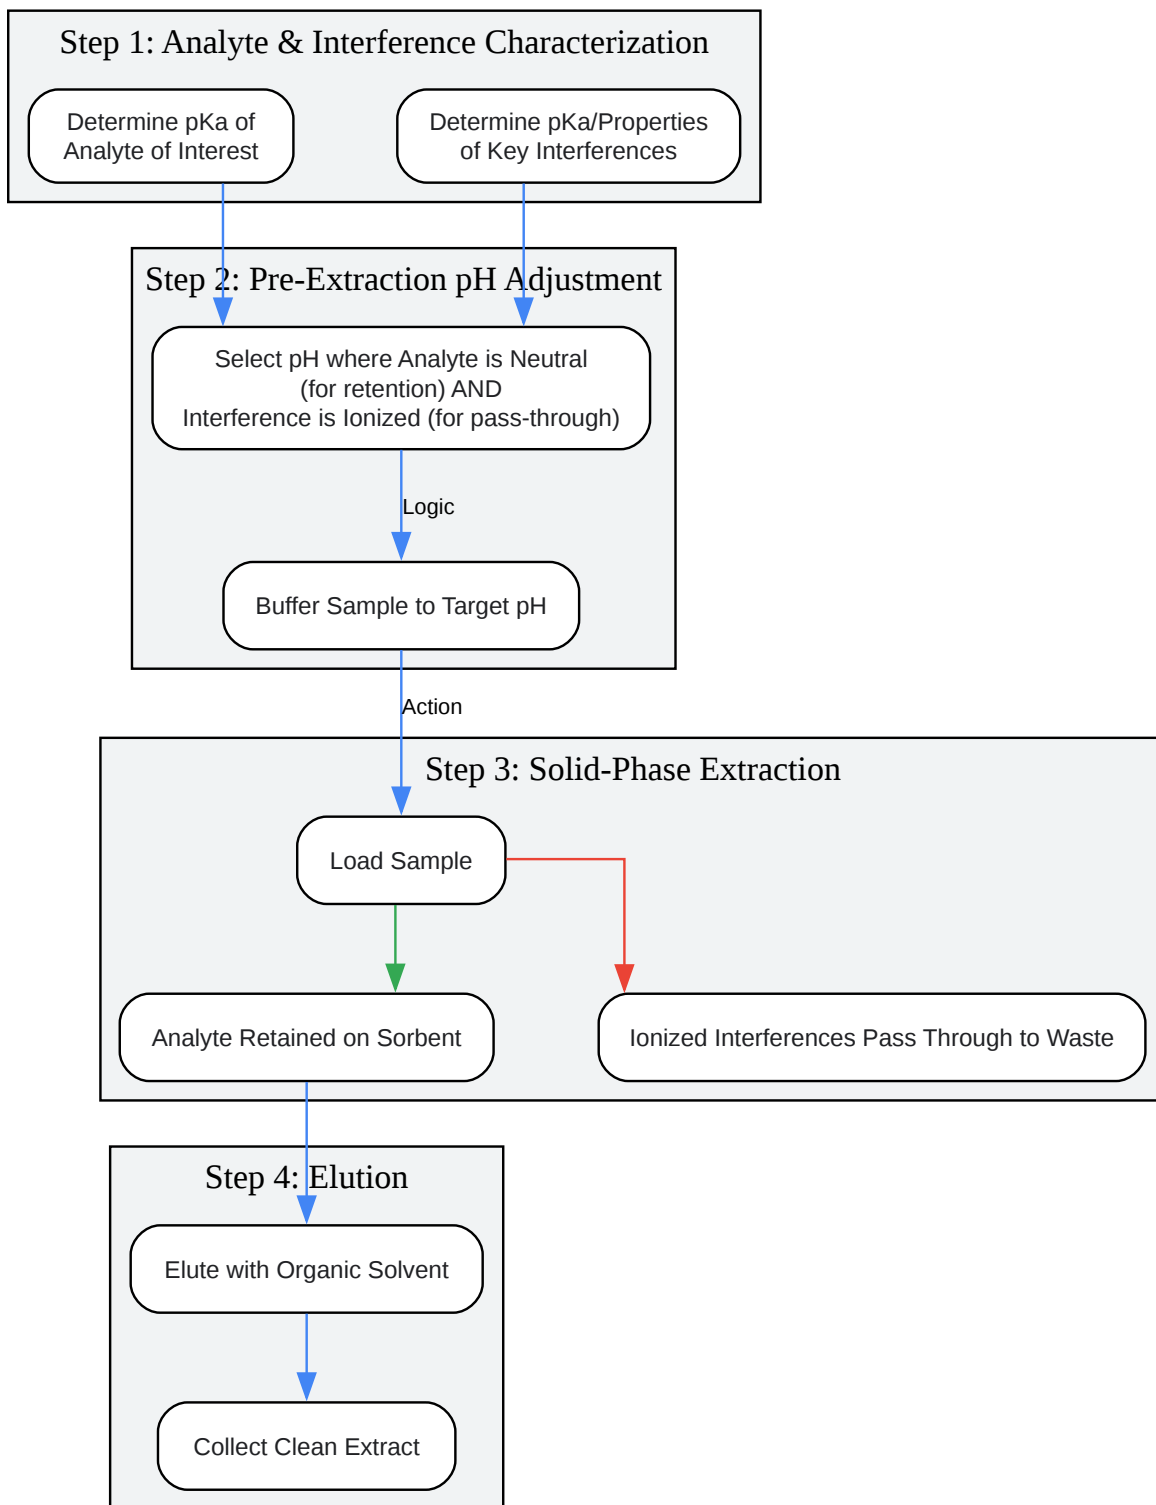 Step 1: Analyte & Interference Characterization
Determine pKa of
Analyte of Interest
Determine pKa/Properties
of Key Interferences
Step 2: Pre-Extraction pH Adjustment
Select pH where Analyte is Neutral
(for retention) AND
Interference is Ionized (for pass-through)
Logic
Buffer Sample to Target pH
Action
Step 3: Solid-Phase Extraction
Load Sample
Analyte Retained on Sorbent
Ionized Interferences Pass Through to Waste
Step 4: Elution
Elute with Organic Solvent
Collect Clean Extract